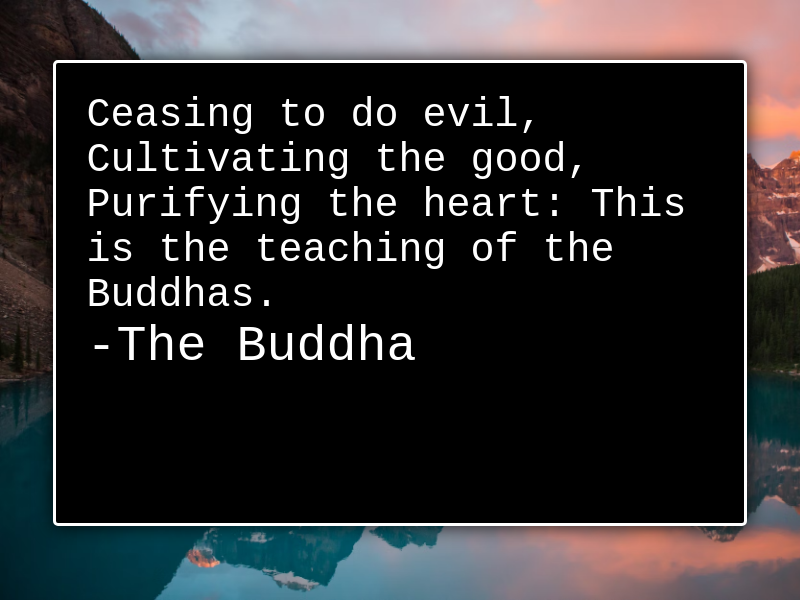 Ceasing to do evil,
Cultivating the good,
Purifying the heart: This
is the teaching of the
Buddhas.
-The Buddha